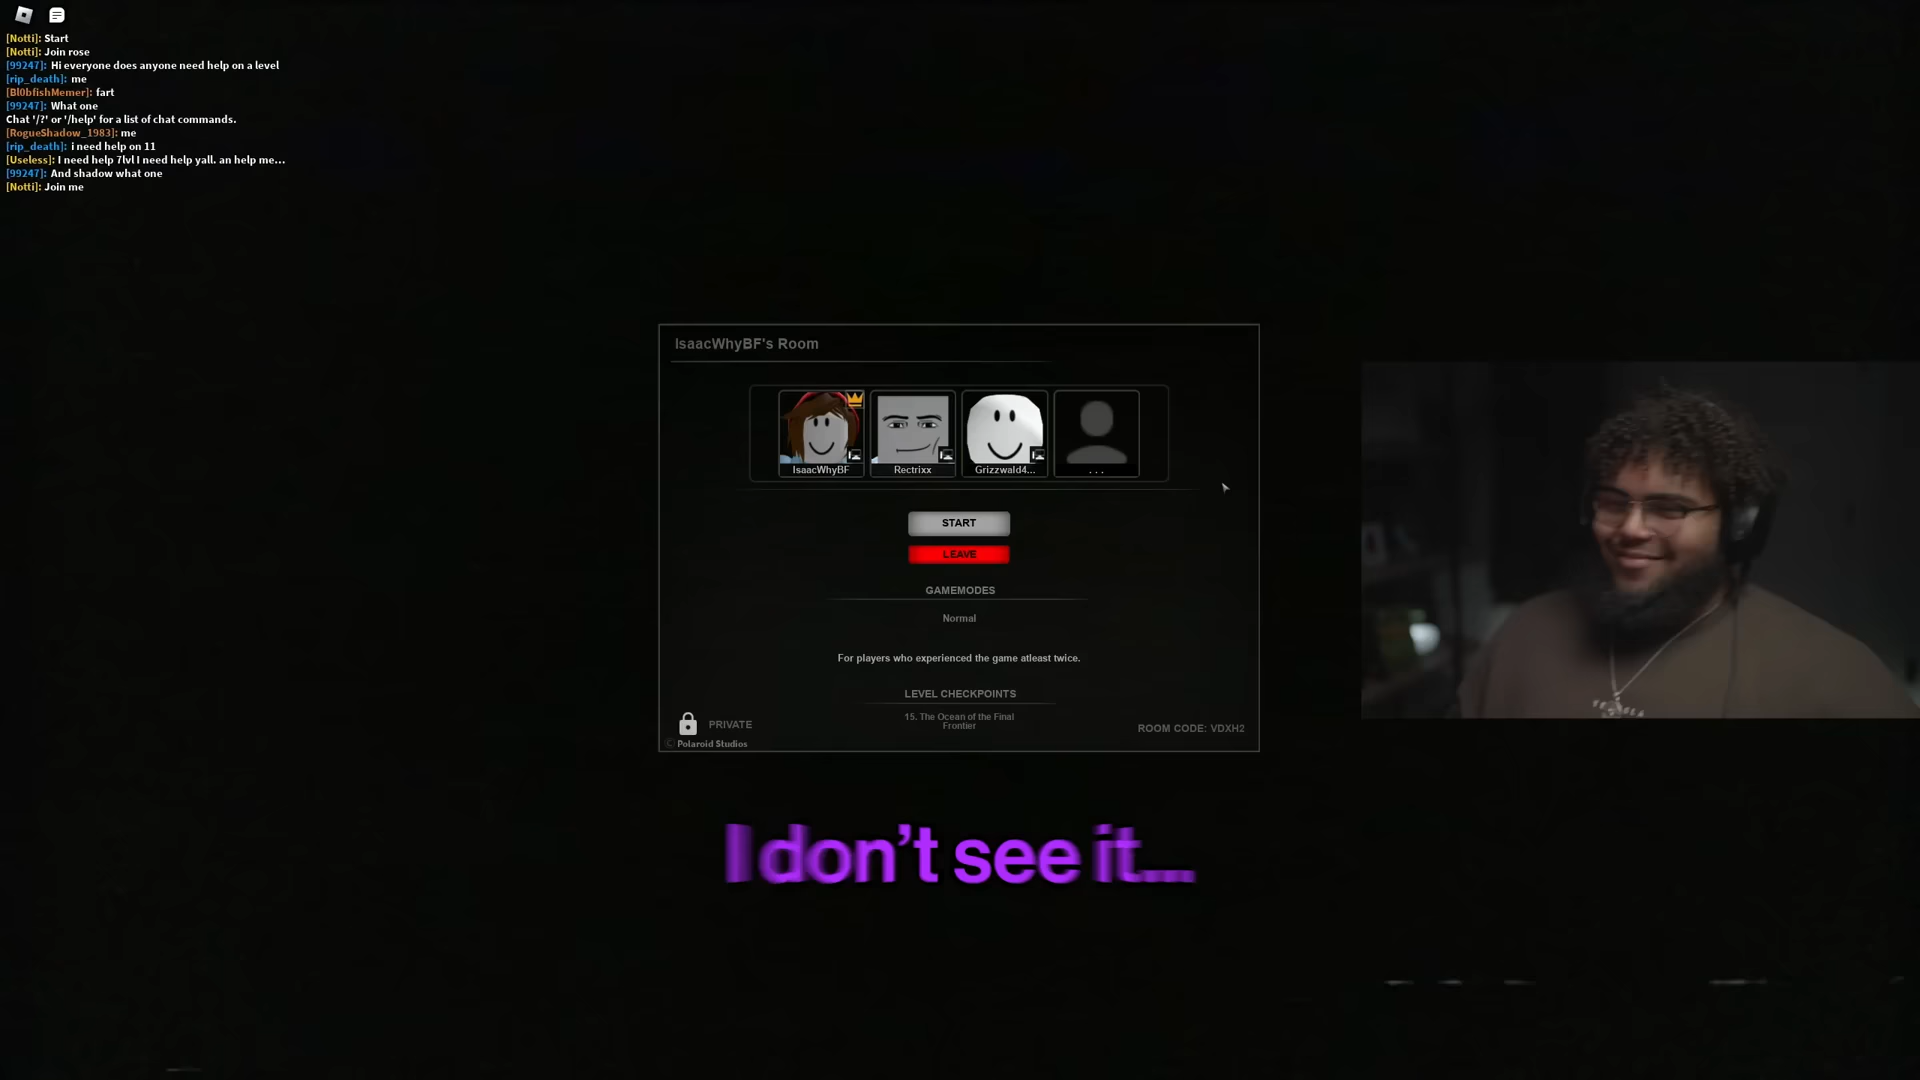 [Notti]: Start
[Notti]: Join rose
[99247]: Hi everyone does anyone need help on a level
[rip_death]: me
[Bl0bfishMemer]: fart
[99247]: What one
Chat '/?' or '/help' for a list of chat commands.
[RogueShadow_1983]: me
[rip_death]: i need help on 11
[Useless]: I need help 7lvl I need help yall. an help me...
[99247]: And shadow what one
[Notti]: Join me
IsaacWhyBF's Room
IsaacWhyBF
Rectrixx
Grizzwald4...
...
START
LEAVE
GAMEMODES
Normal
For players who experienced the game atleast twice.
LEVEL CHECKPOINTS
15. The Ocean of the Final
Frontier
PRIVATE
ROOM CODE: VDXH2
© Polaroid Studios
I don't see it...